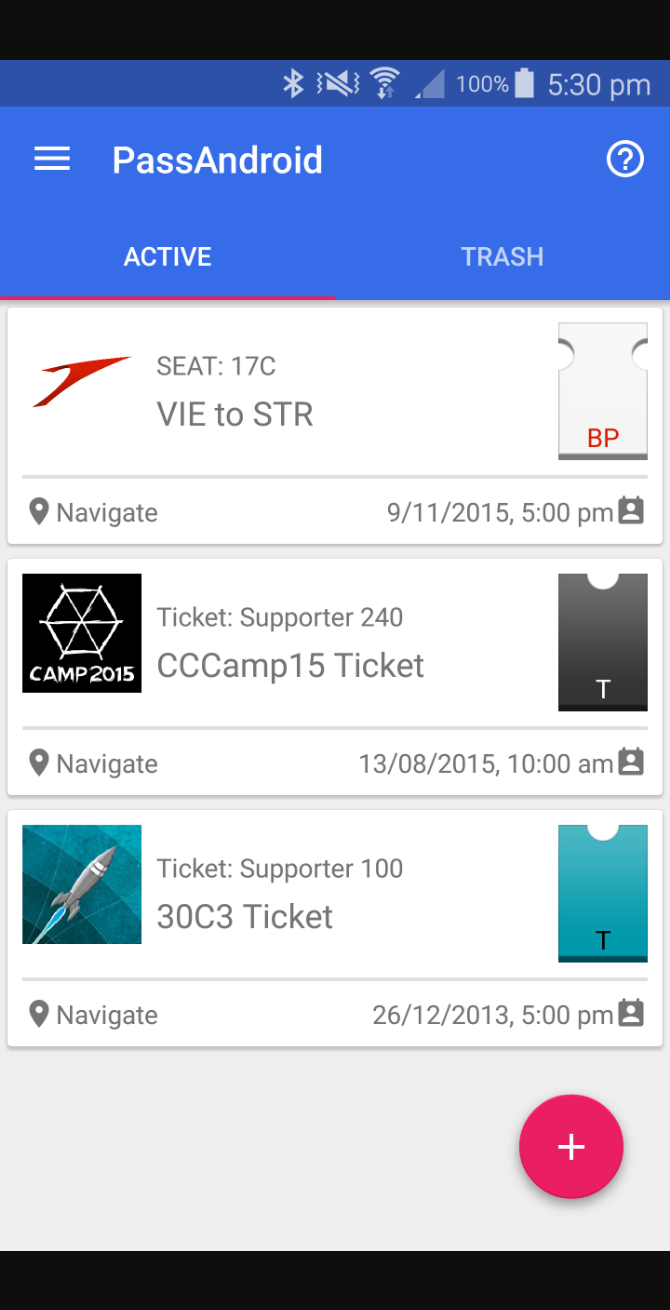 100% 5:30 pm
PassAndroid
ACTIVE TRASH
SEAT: 17C
VIE to STR
BP
Navigate 9/11/2015, 5:00 pm
Ticket: Supporter 240
CCCamp15 Ticket
CAMP2015
T
Navigate 13/08/2015, 10:00 am
Ticket: Supporter 100
30C3 Ticket
T
Navigate 26/12/2013, 5:00 pm